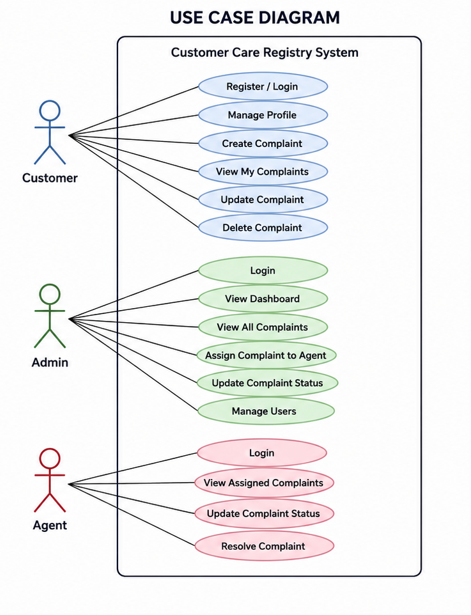 USE CASE DIAGRAM
Customer Care Registry System
Register / Login
Manage Profile
Create Complaint
View My Complaints
Update Complaint
Delete Complaint
Customer
Login
View Dashboard
View All Complaints
Assign Complaint to Agent
Update Complaint Status
Manage Users
Admin
Login
View Assigned Complaints
Update Complaint Status
Resolve Complaint
Agent